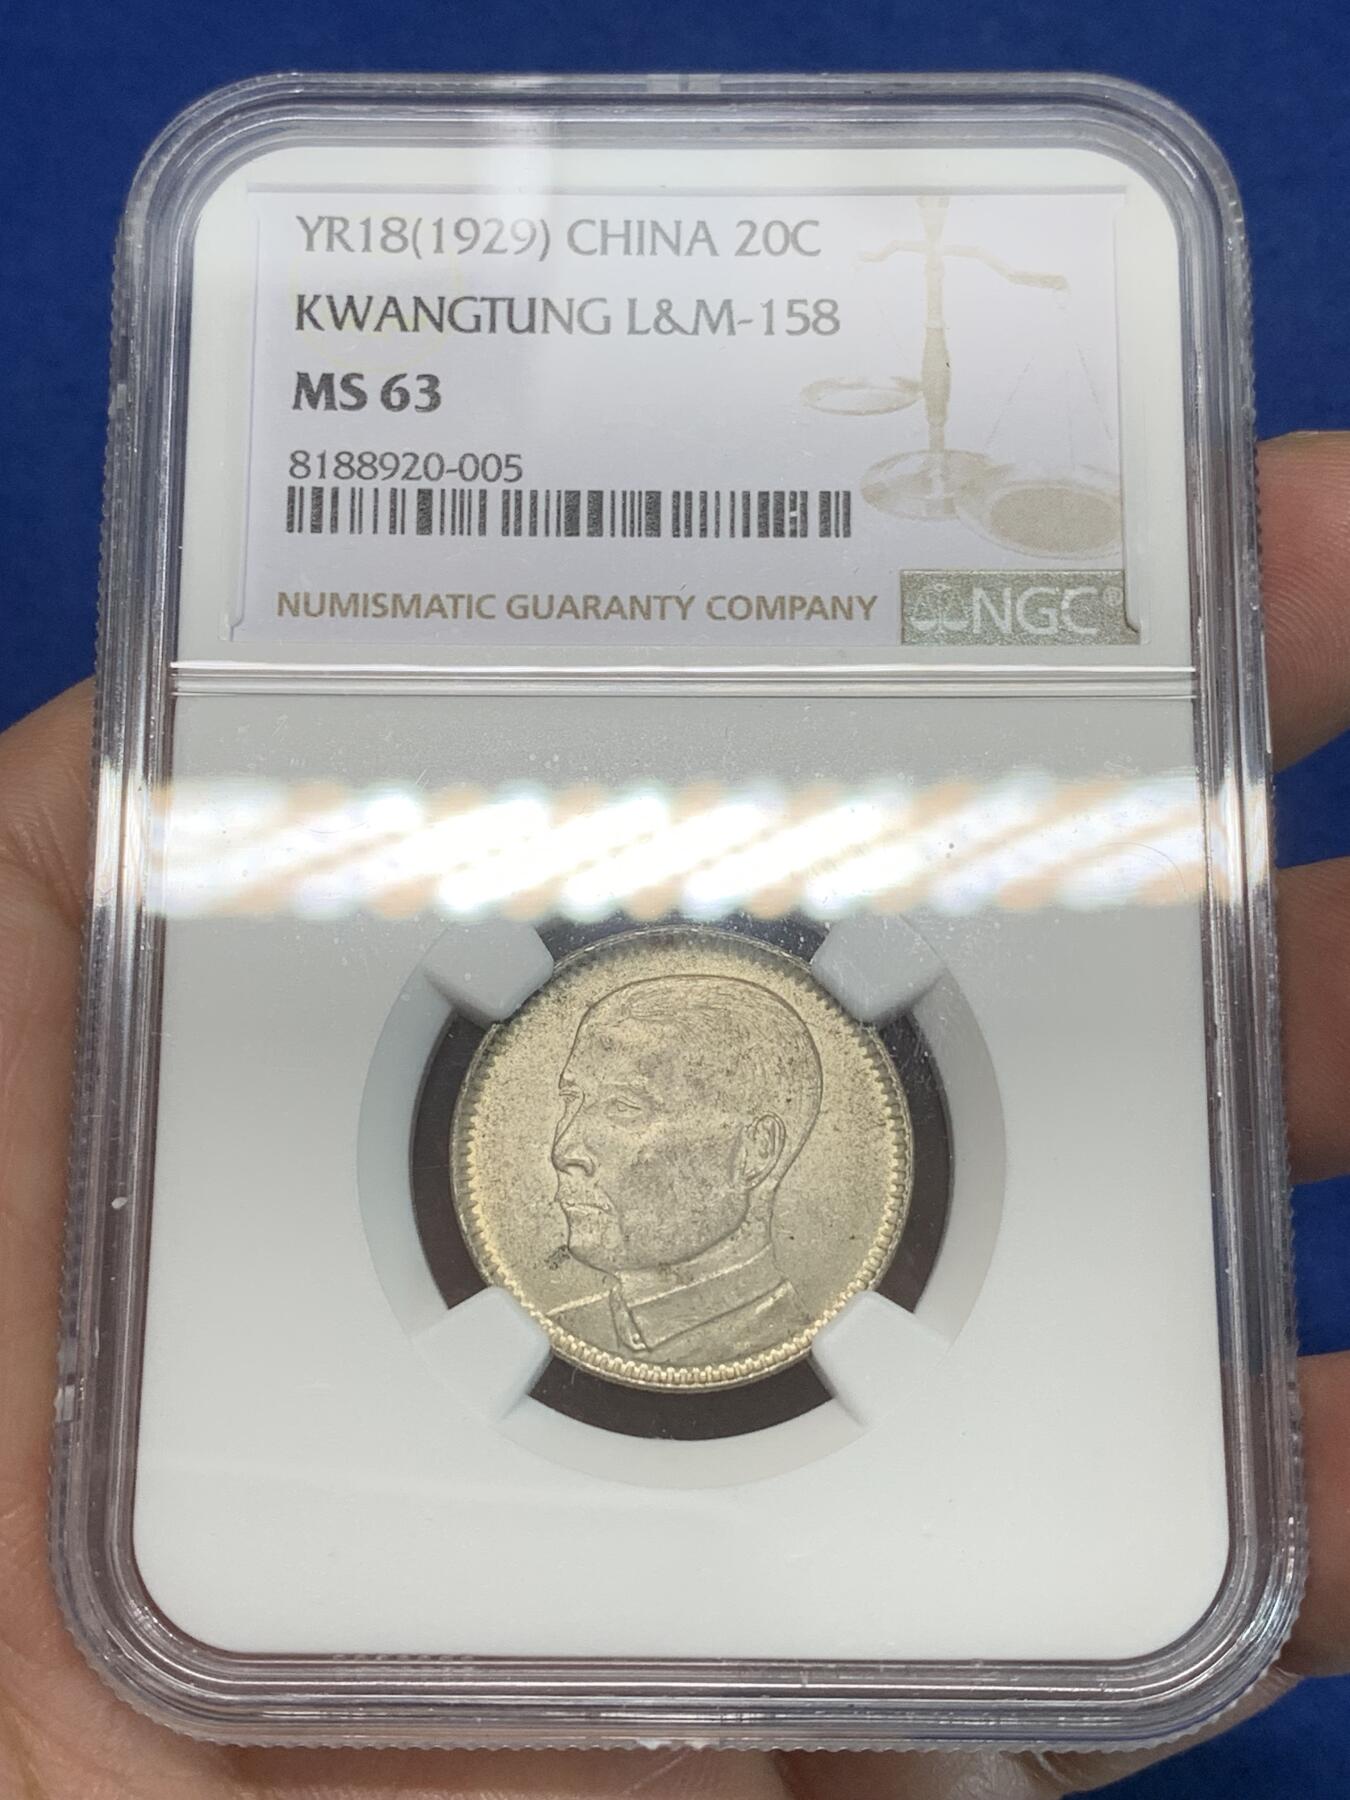 YR18(1929) CHINA 20C
KWANGTUNG L&M-158
MS 63
8188920-005
NUMISMATIC GUARANTY COMPANY
NGC®